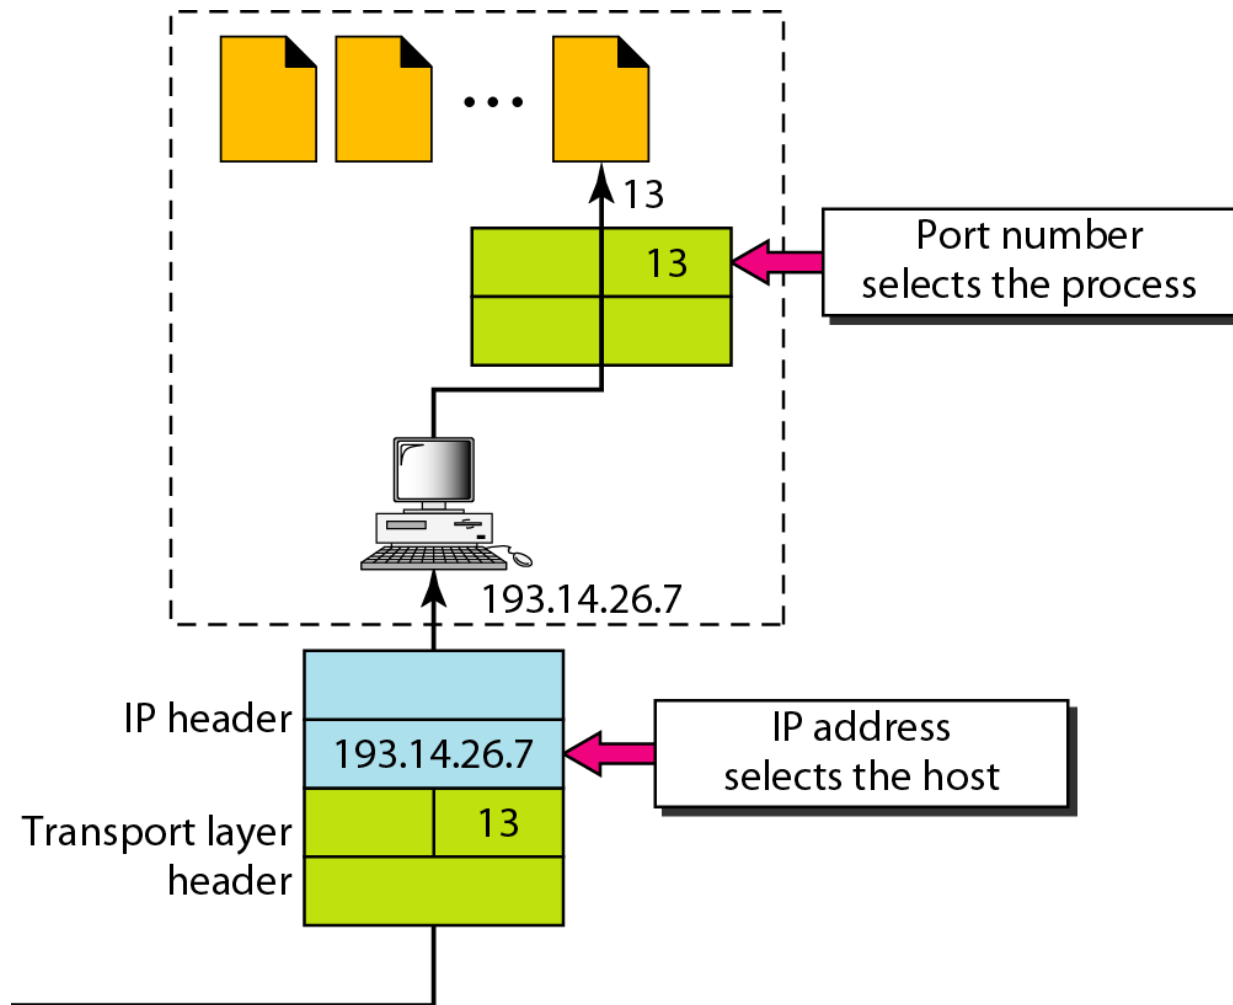 13
13
Port number
selects the process
193.14.26.7
IP header
193.14.26.7
IP address
selects the host
Transport layer
header
13